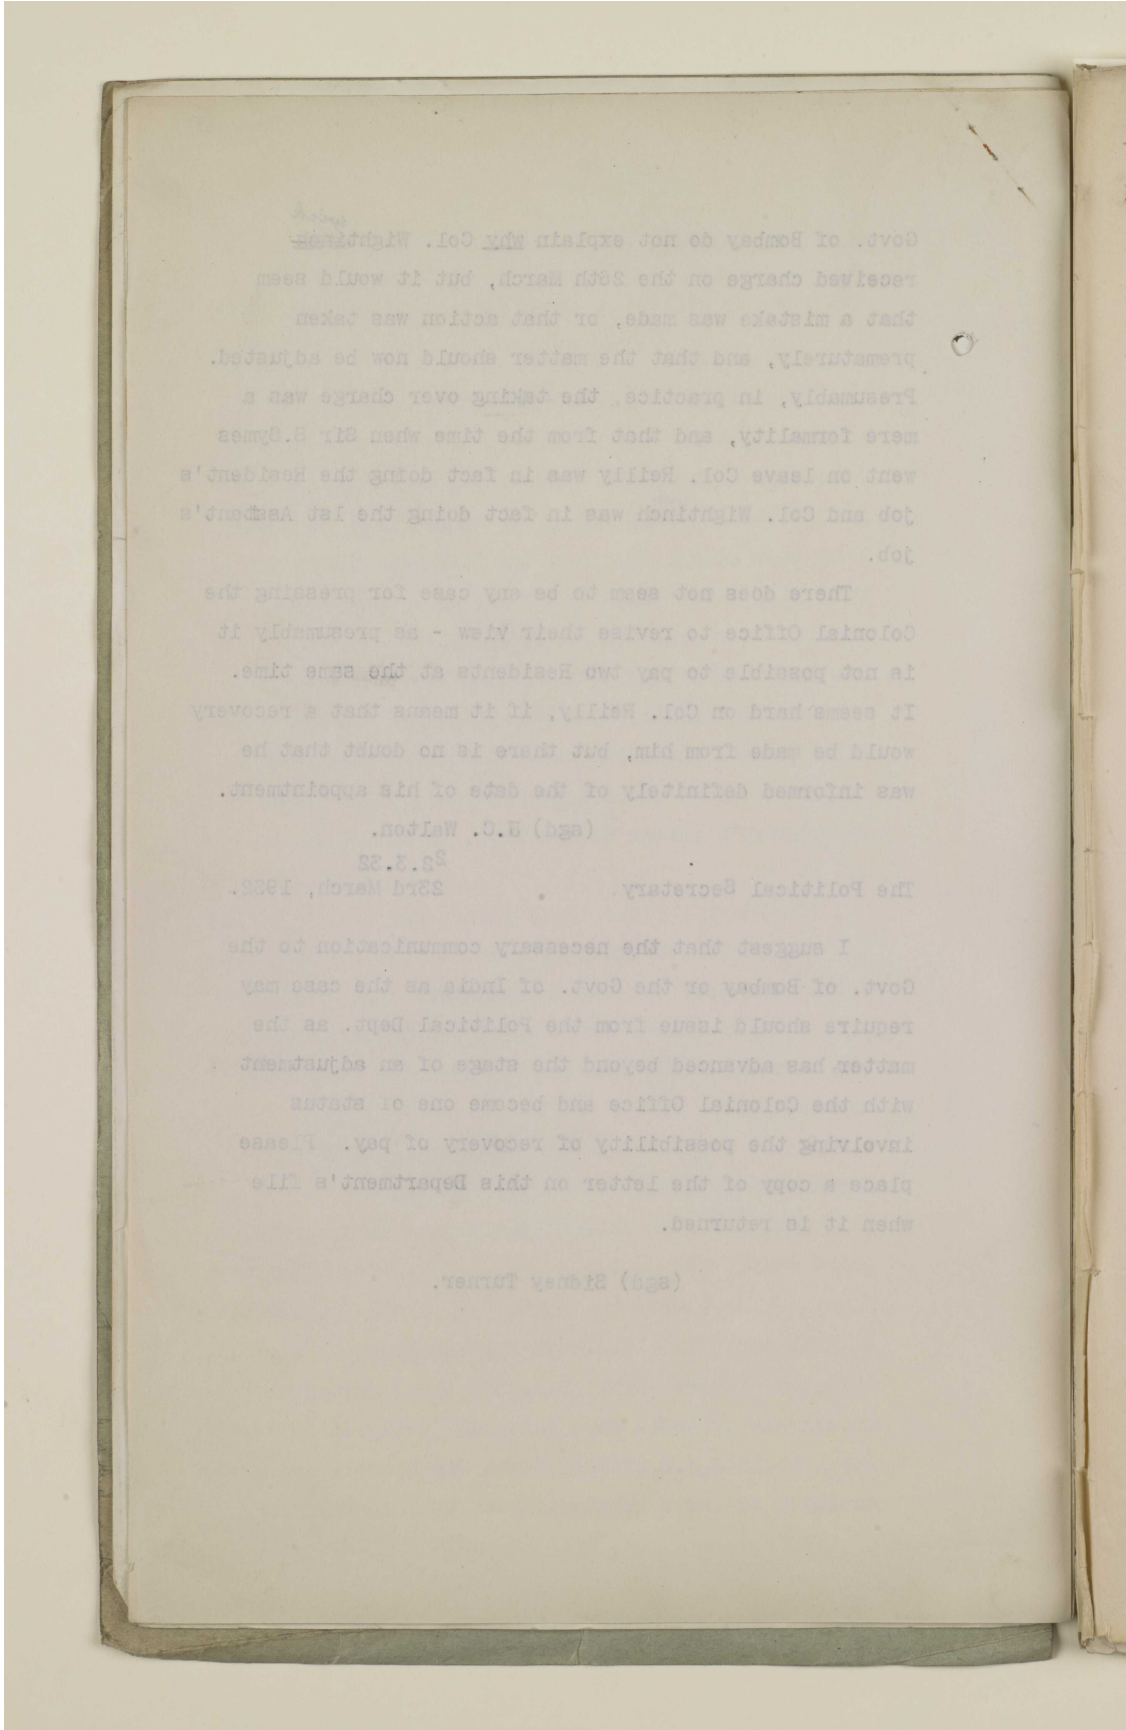 Govt. of Bombay do not explain why Col. Wightinch
received charge on the 26th March, but it would seem
that a mistake was made, or that action was taken
prematurely, and that the matter should now be adjusted.
Presumably, in practice, the taking over charge was a
mere formality, and that from the time when Sir S.Symes
went on leave Col. Reilly was in fact doing the Resident's
job and Col. Wightinch was in fact doing the 1st Asstent's
job.
There does not seem to be any case for pressing the
Colonial Office to revise their view - as presumably it
is not possible to pay two Residents at the same time.
It seems hard on Col. Reilly, if it means that a recovery
would be made from him, but there is no doubt that he
was informed definitely of the date of his appointment.
(sgd) J.C. Walton.
22.3.32
The Political Secretary. 23rd March, 1932.
I suggest that the necessary communication to the
Govt. of Bombay or the Govt. of India as the case may
require should issue from the Political Dept. as the
matter has advanced beyond the stage of an adjustment
with the Colonial Office and become one of status
involving the possibility of recovery of pay. Please
place a copy of the letter on this Department's file
when it is returned.
(sgd) Sidney Turner.